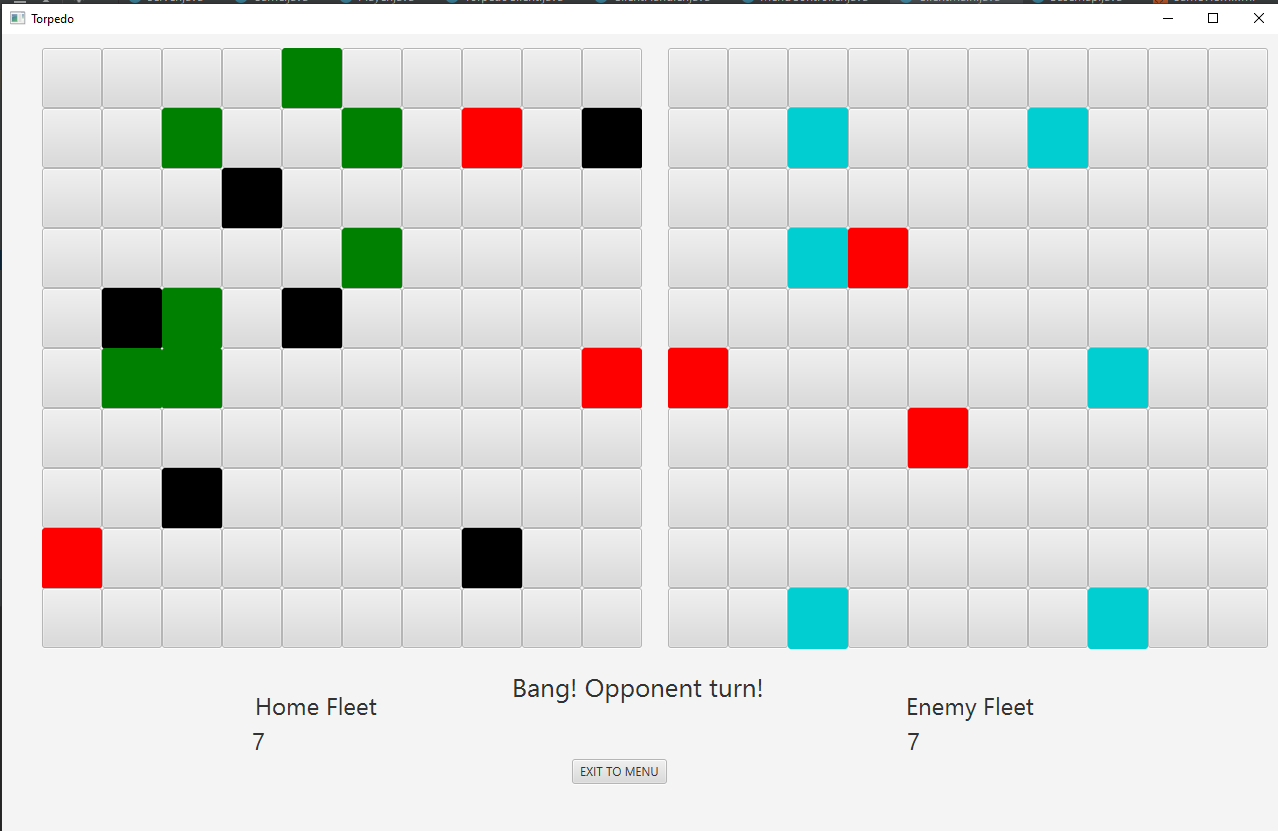 Torpedo
Bang! Opponent turn!
Home Fleet
Enemy Fleet
7
7
EXIT TO MENU